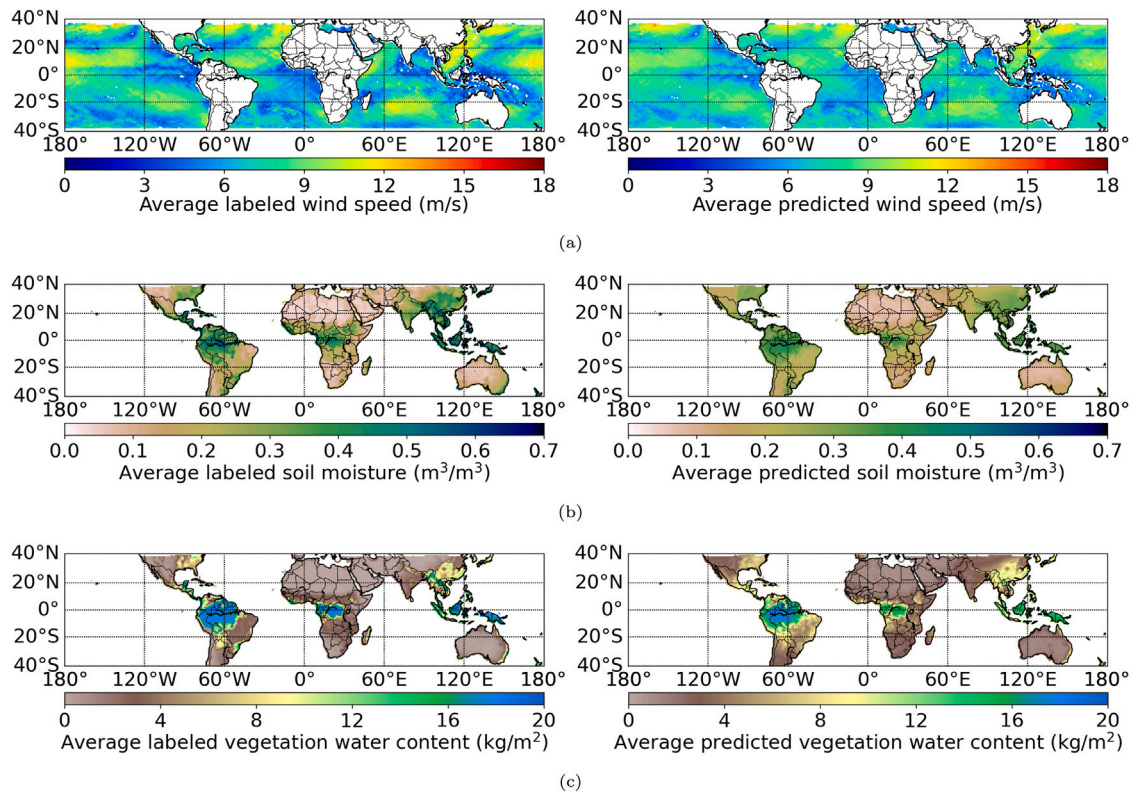 40°N 40°N
20°N 20°N
0° 0°
20°S 20°S
40°S 40°S
180° 120°W 60°W 0° 60°E 120°E 180° 180° 120°W 60°W 0° 60°E 120°E 180°
0 3 6 9 12 15 18 0 3 6 9 12 15 18
Average labeled wind speed (m/s) Average predicted wind speed (m/s)
(a)
40°N 40°N
20°N 20°N
0° 0°
20°S 20°S
40°S 40°S
180° 120°W 60°W 0° 60°E 120°E 180° 180° 120°W 60°W 0° 60°E 120°E 180°
0.0 0.1 0.2 0.3 0.4 0.5 0.6 0.7 0.0 0.1 0.2 0.3 0.4 0.5 0.6 0.7
Average labeled soil moisture (m³/m³) Average predicted soil moisture (m³/m³)
(b)
40°N 40°N
20°N 20°N
0° 0°
20°S 20°S
40°S 40°S
180° 120°W 60°W 0° 60°E 120°E 180° 180° 120°W 60°W 0° 60°E 120°E 180°
0 4 8 12 16 20 0 4 8 12 16 20
Average labeled vegetation water content (kg/m²) Average predicted vegetation water content (kg/m²)
(c)